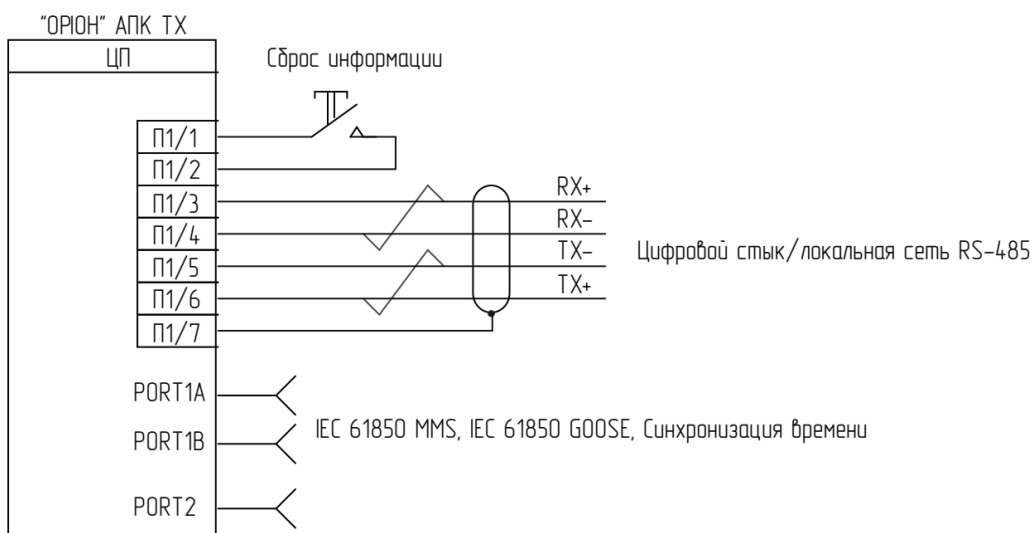 "ОРІОН" АПК ТХ
ЦП
Сброс информации
П1/1
П1/2
П1/3
RX+
П1/4
RX-
П1/5
TX-
Цифровой стык/локальная сеть RS-485
П1/6
TX+
П1/7
PORT1A
IEC 61850 MMS, IEC 61850 GOOSE, Синхронизация времени
PORT1B
PORT2